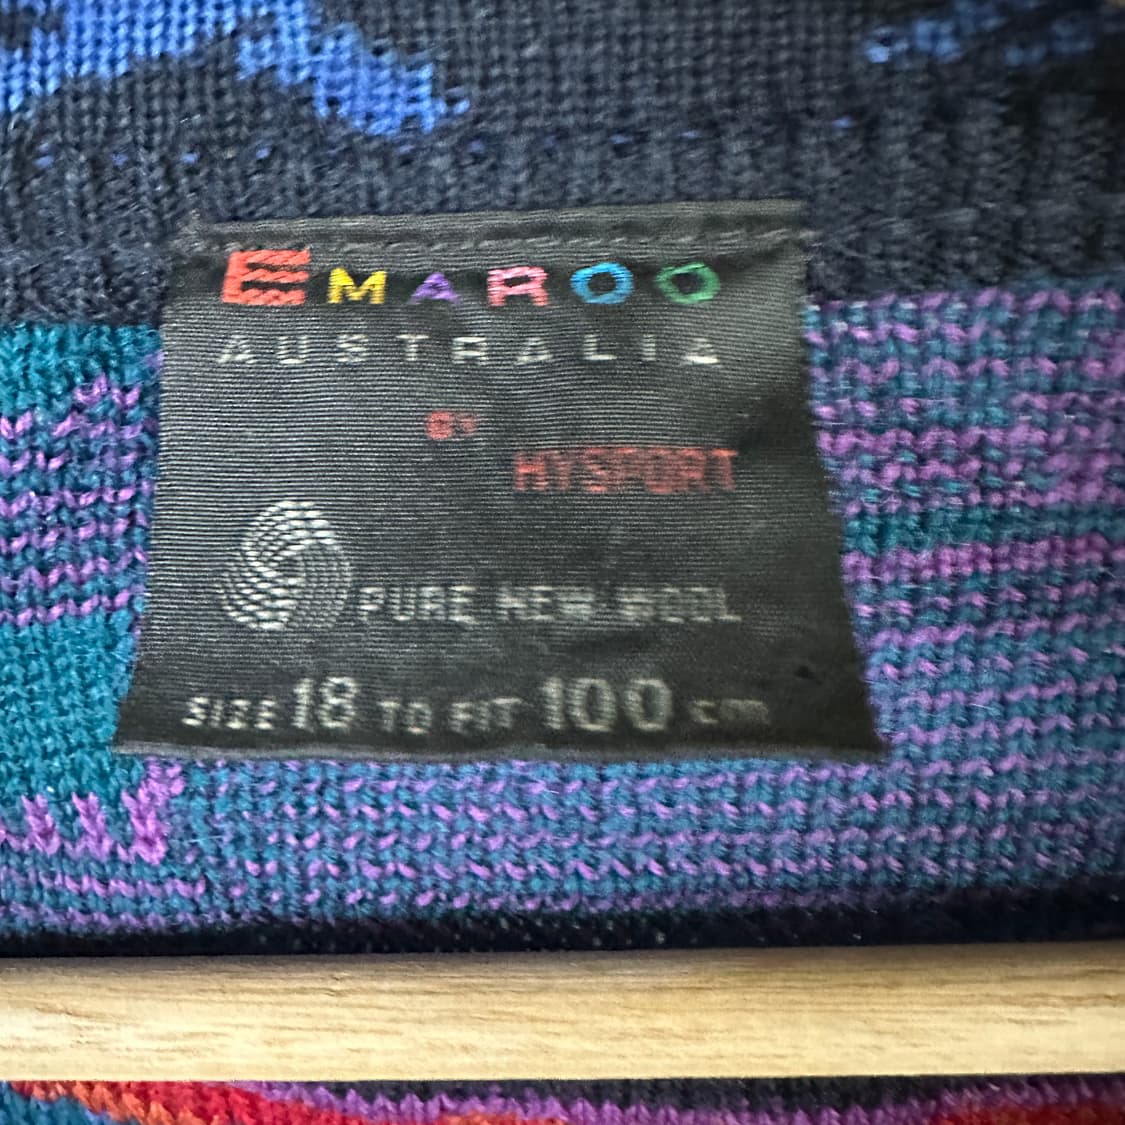 EMAROO
AUSTRALIA
BY
HYSPORT
PURE NEW WOOL
SIZE 18 TO FIT 100 cm